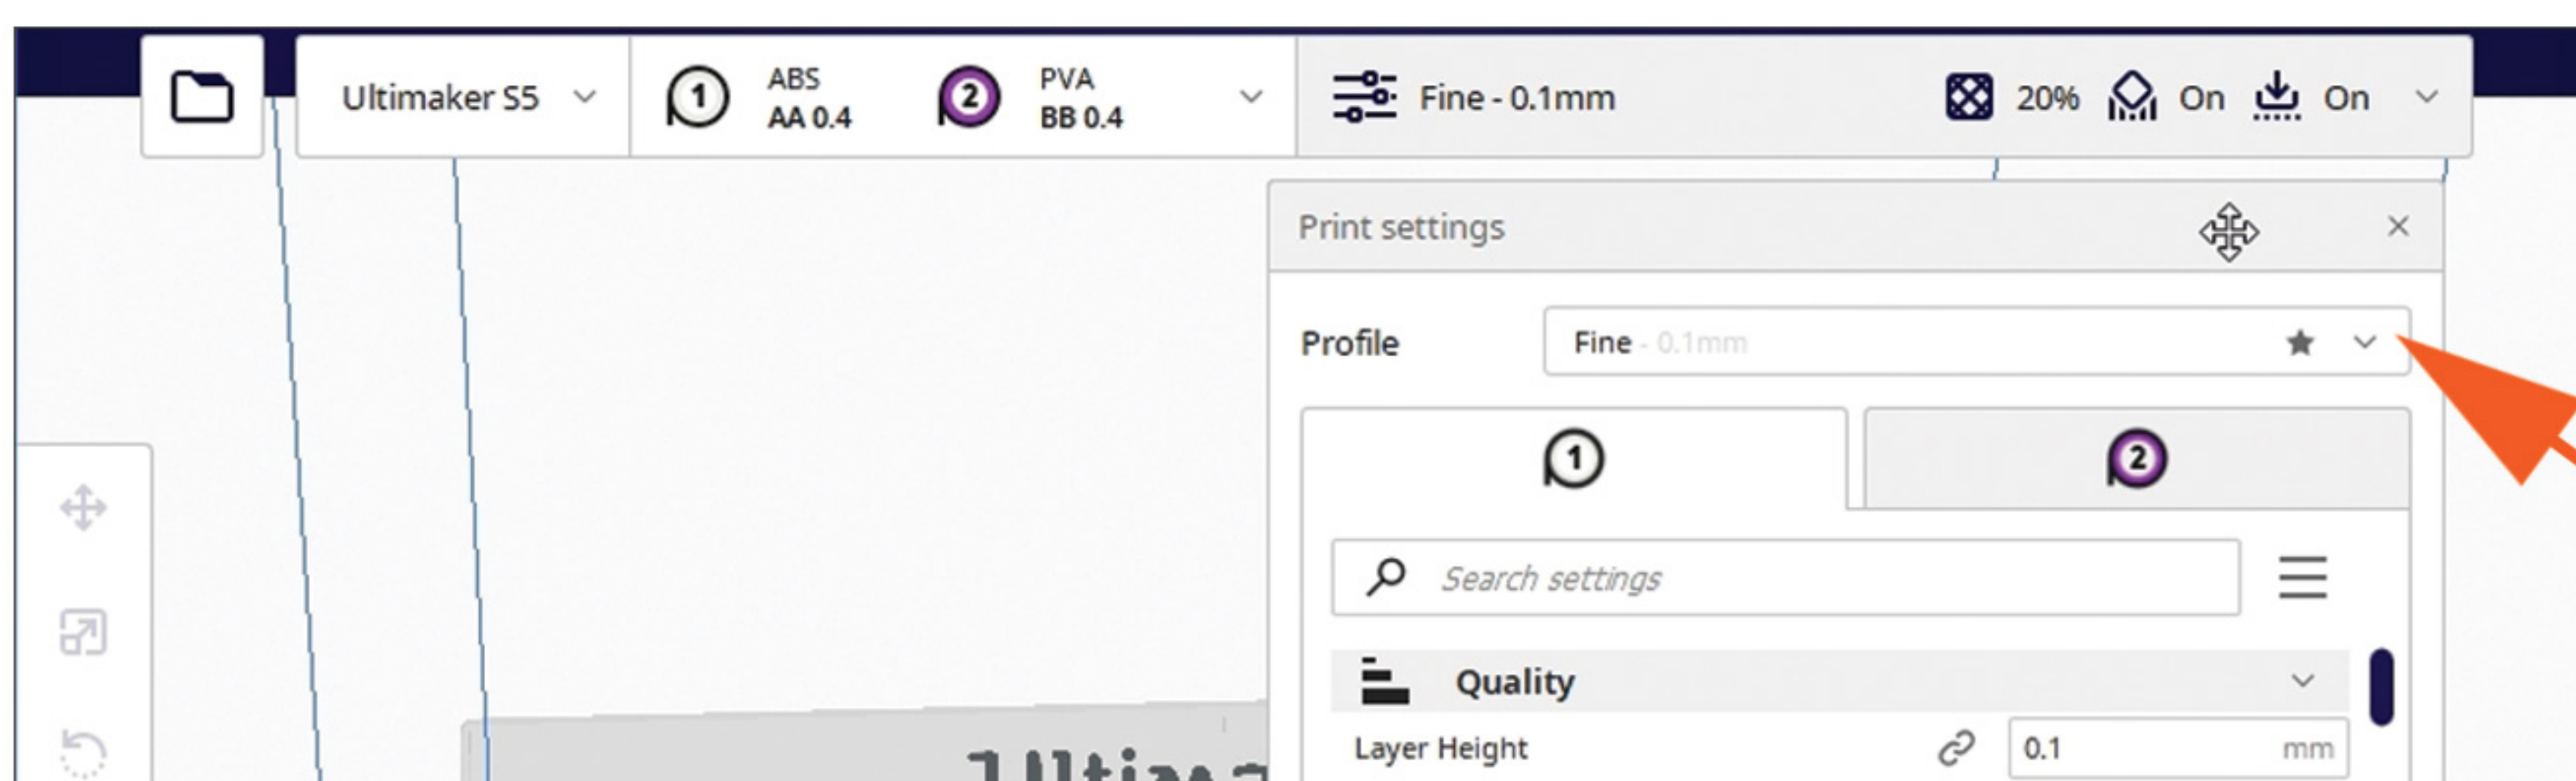 Ultimaker S5
1
ABS
AA 0.4
2
PVA
BB 0.4
Fine - 0.1mm
20%
On
On
Print settings
Profile
Fine - 0.1mm
1
2
Search settings
Quality
Layer Height
0.1
mm